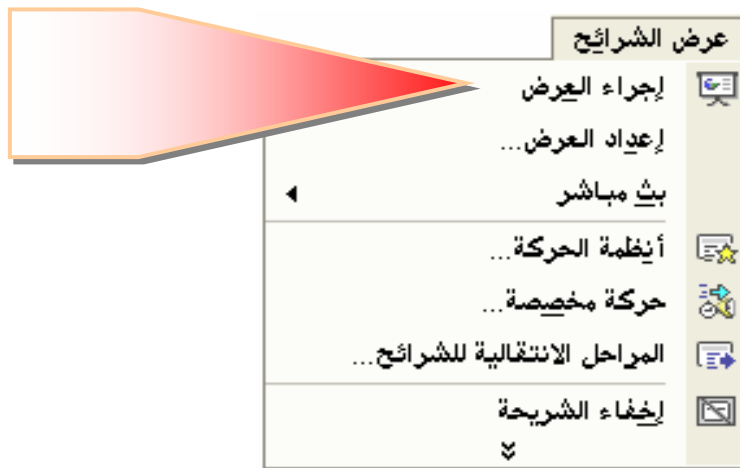 عرض الشرائح
إجراء العرض
إعداد العرض...
بث مباشر
أنظمة الحركة...
حركة مخصصة...
المراحل الانتقالية للشرائح...
إخفاء الشريحة